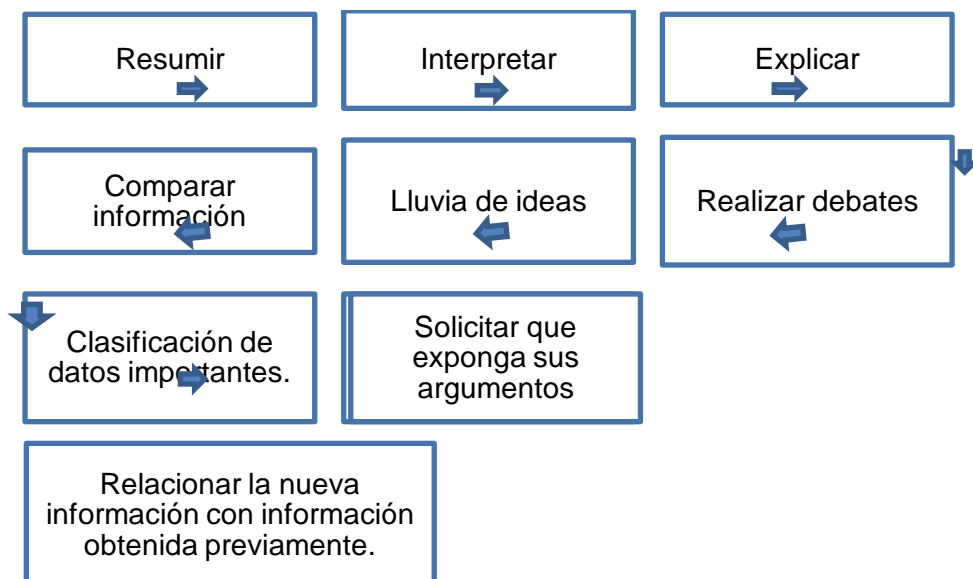 Resumir
Interpretar
Explicar
Comparar
información
Lluvia de ideas
Realizar debates
Clasificación de
datos importantes.
Solicitar que
exponga sus
argumentos
Relacionar la nueva
información con información
obtenida previamente.